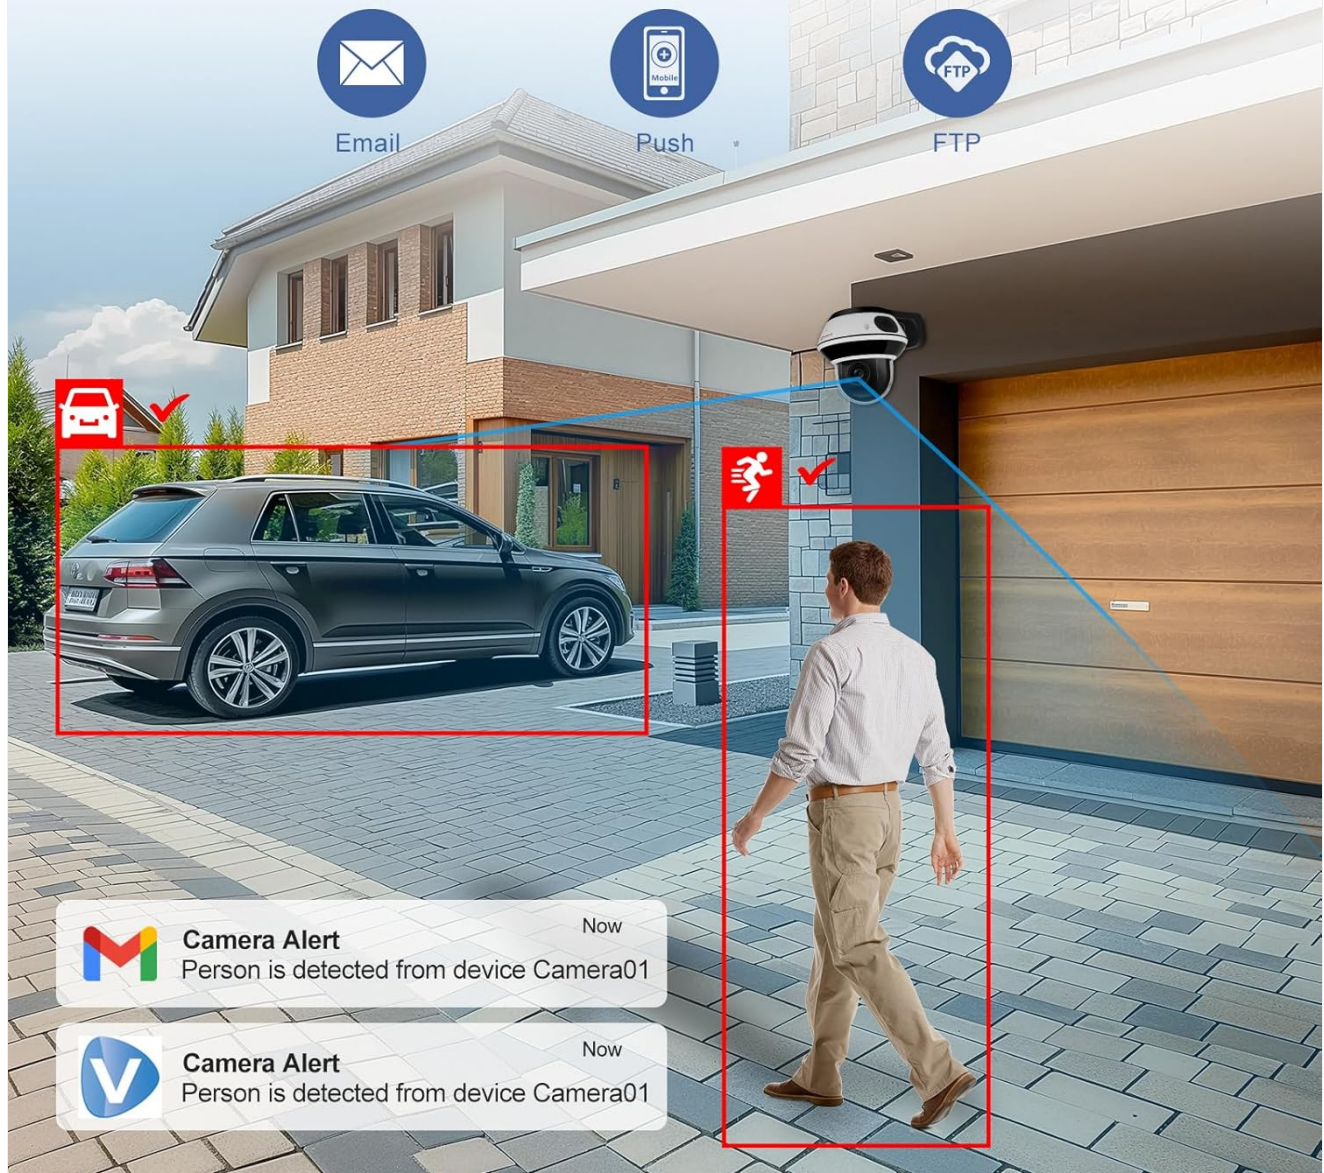 Mobile
FTP
Email
Push
FTP
Now
Camera Alert
Person is detected from device Camera01
Now
Camera Alert
Person is detected from device Camera01